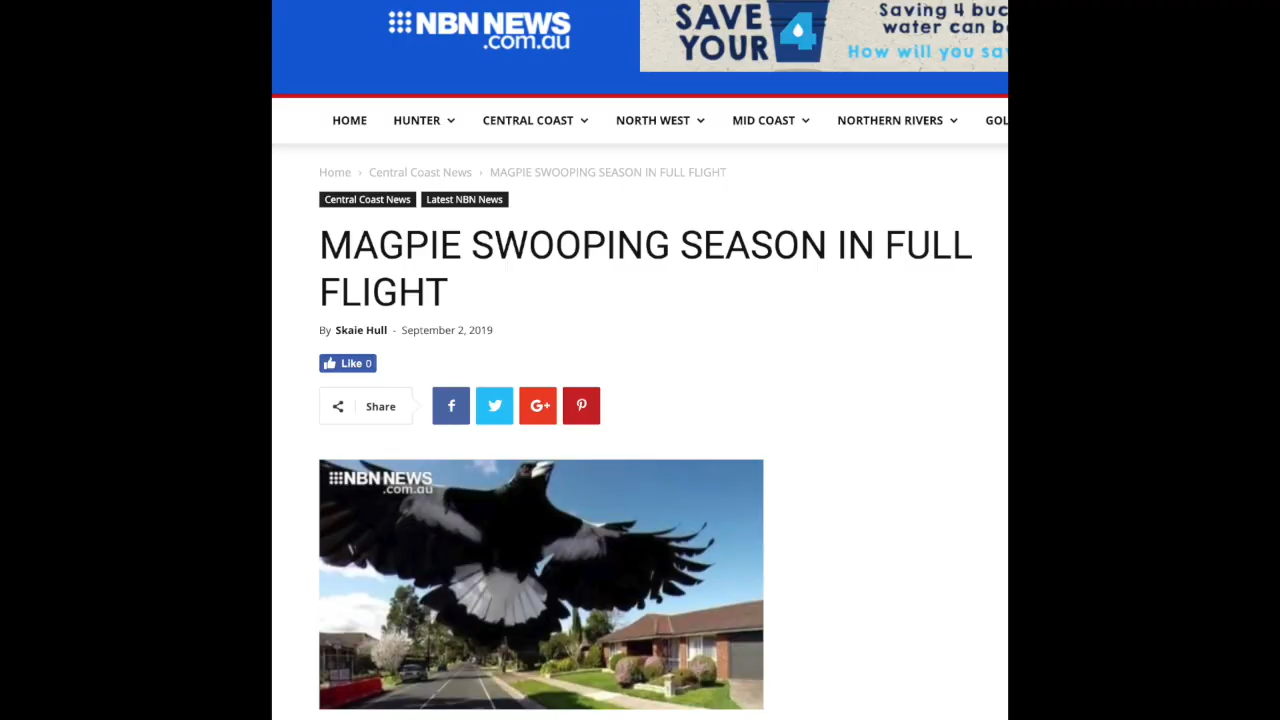 NBN NEWS
.com.au
SAVE
YOUR
4
Saving 4
water can
How will you
HOME HUNTER CENTRAL COAST NORTH WEST MID COAST NORTHERN RIVERS
Home › Central Coast News › MAGPIE SWOOPING SEASON IN FULL FLIGHT
Central Coast News Latest NBN News
MAGPIE SWOOPING SEASON IN FULL
FLIGHT
By Skaie Hull - September 2, 2019
Like 0
Share f G+
NBN NEWS
.com.au